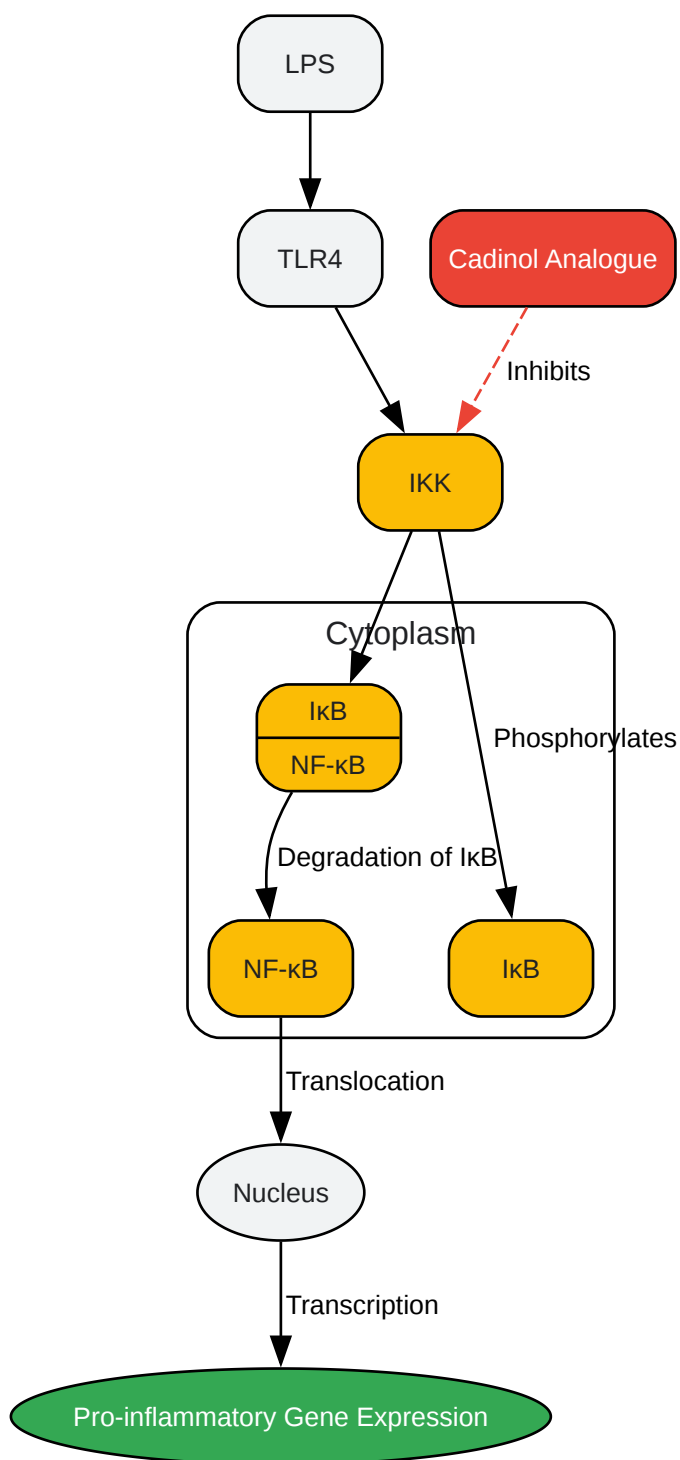 LPS
TLR4
Cadinol Analogue
Inhibits
IKK
Cytoplasm
IκB
NF-κB
Phosphorylates
Degradation of IκB
NF-κB
IκB
Translocation
Nucleus
Transcription
Pro-inflammatory Gene Expression